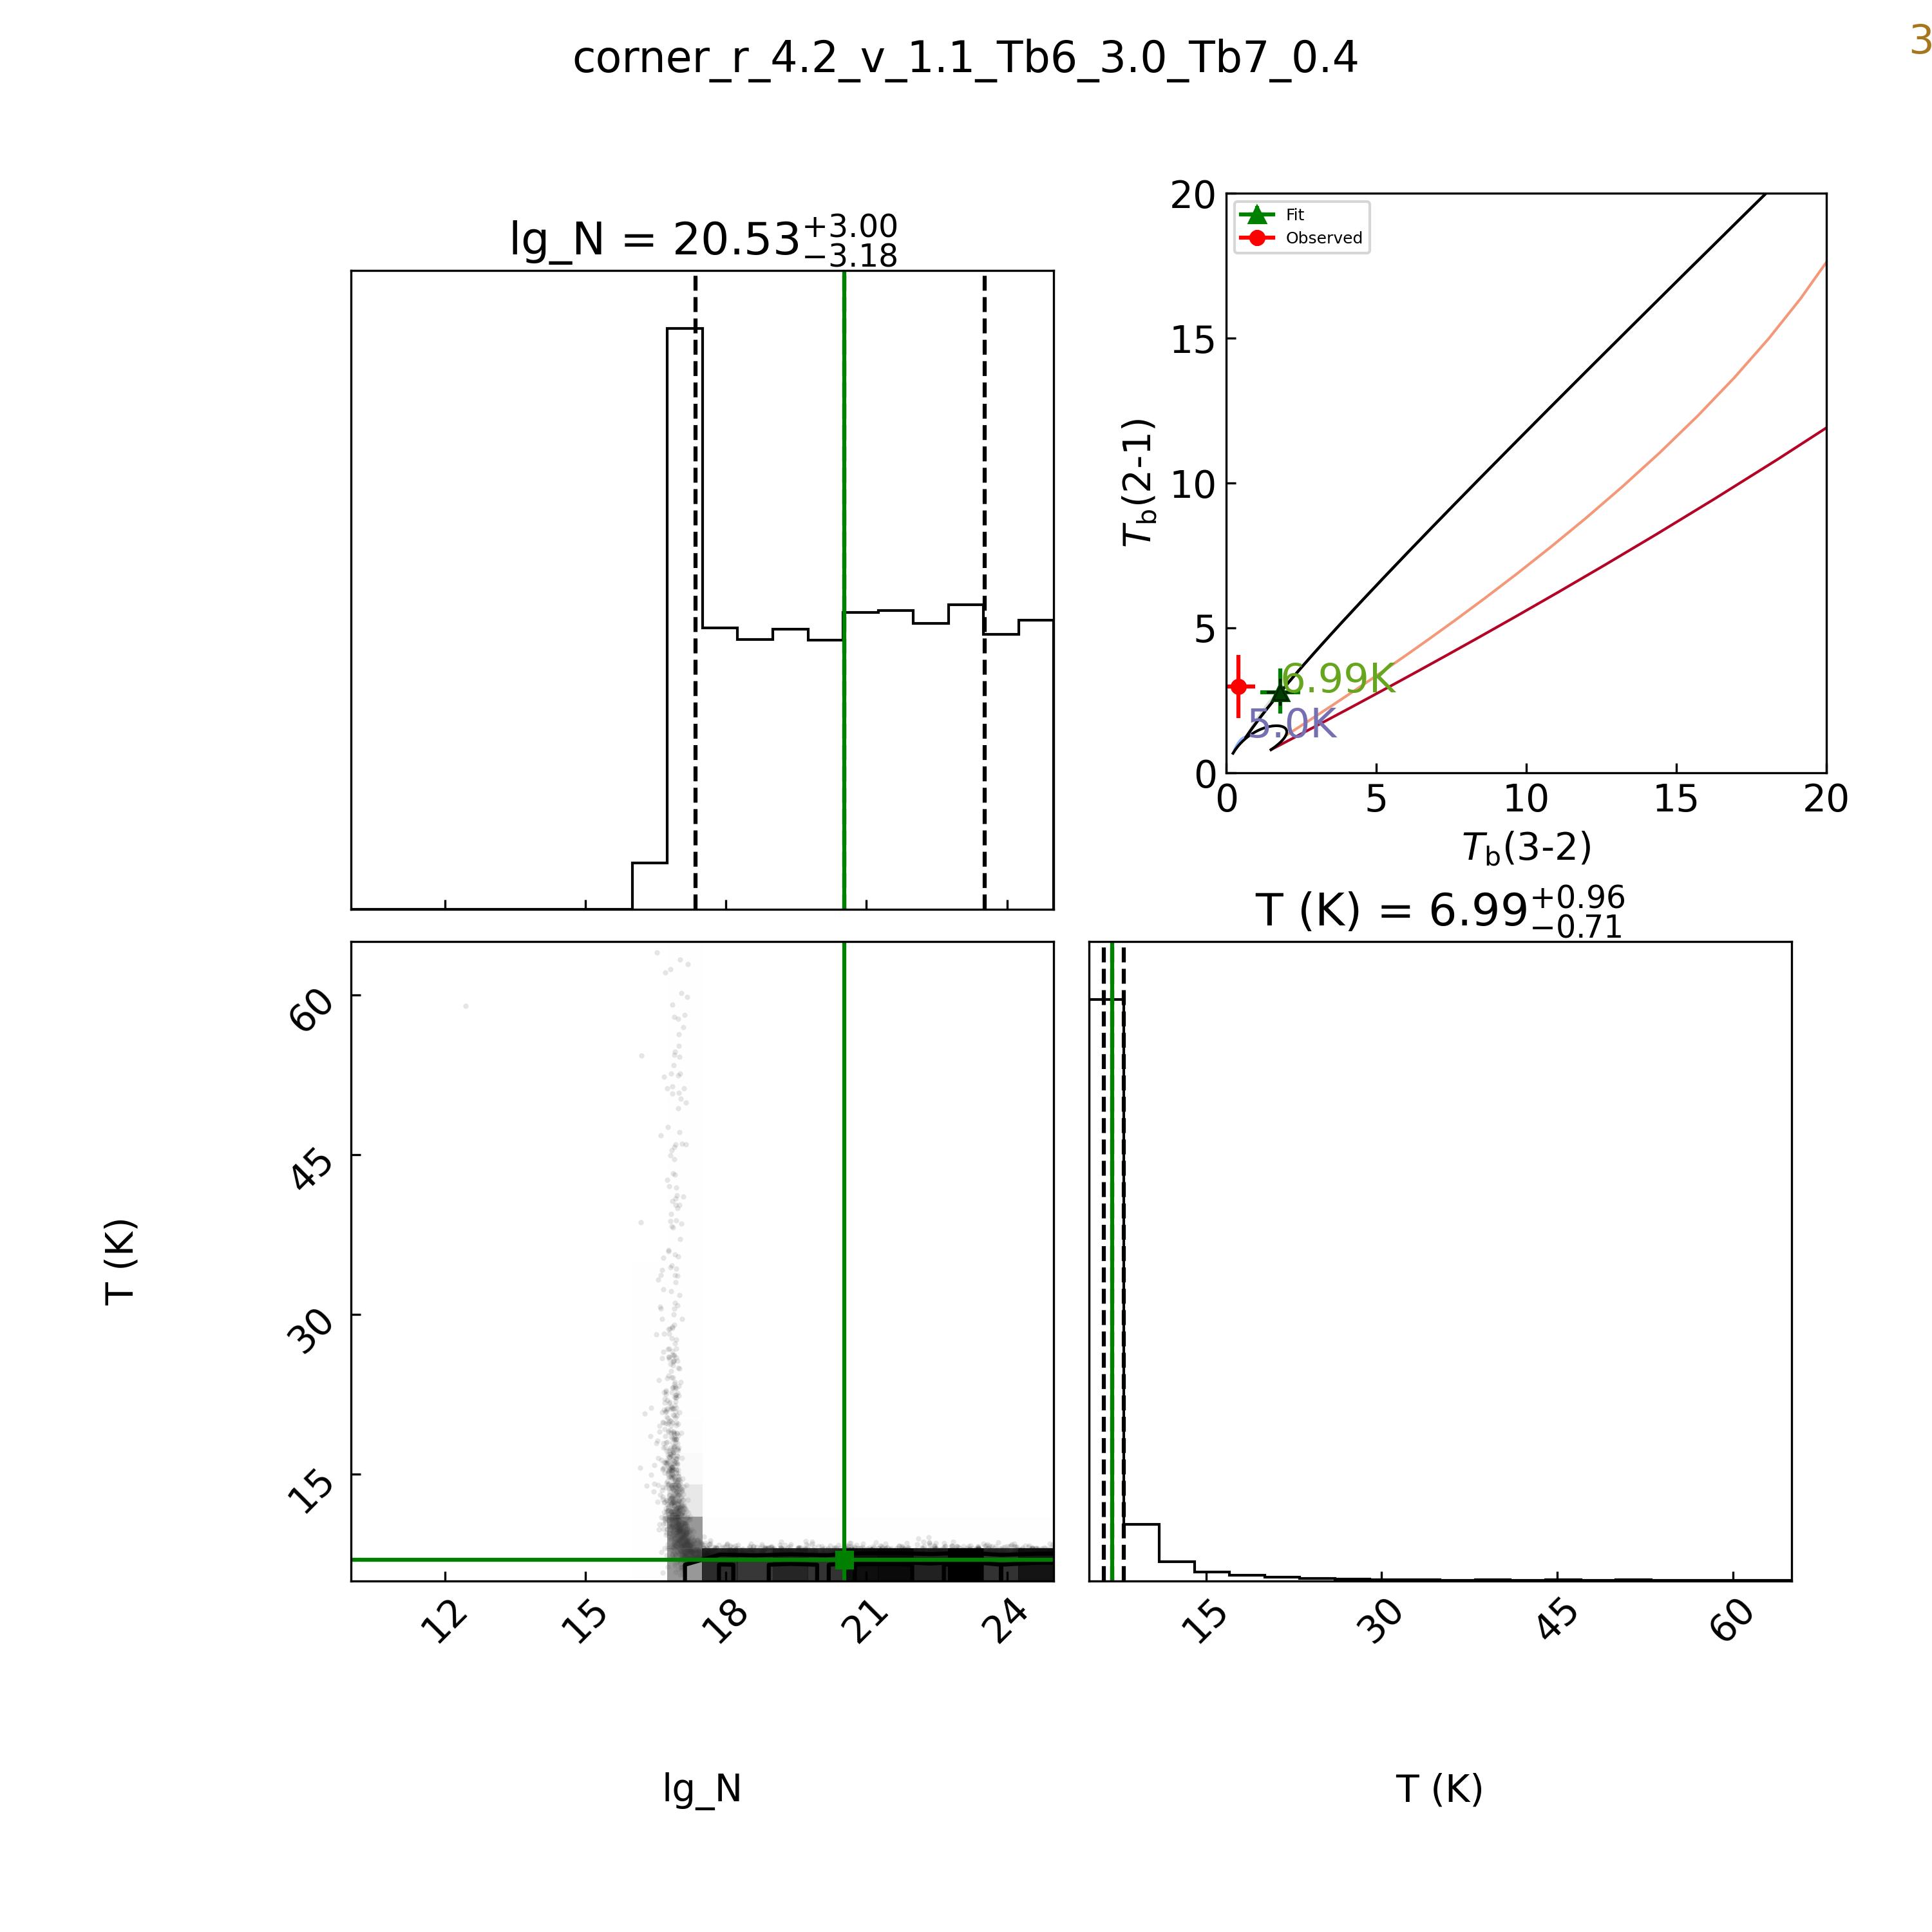 corner_r_4.2_v_1.1_Tb6_3.0_Tb7_0.4
3
lg_N = 20.53 +3.00 −3.18
20
15
10
5
0
Tb(2-1)
Fit
Observed
6.99K
5.0K
0 5 10 15 20
Tb(3-2)
T (K) = 6.99 +0.96 −0.71
60
45
30
15
T (K)
12 15 18 21 24
lg_N
15 30 45 60
T (K)